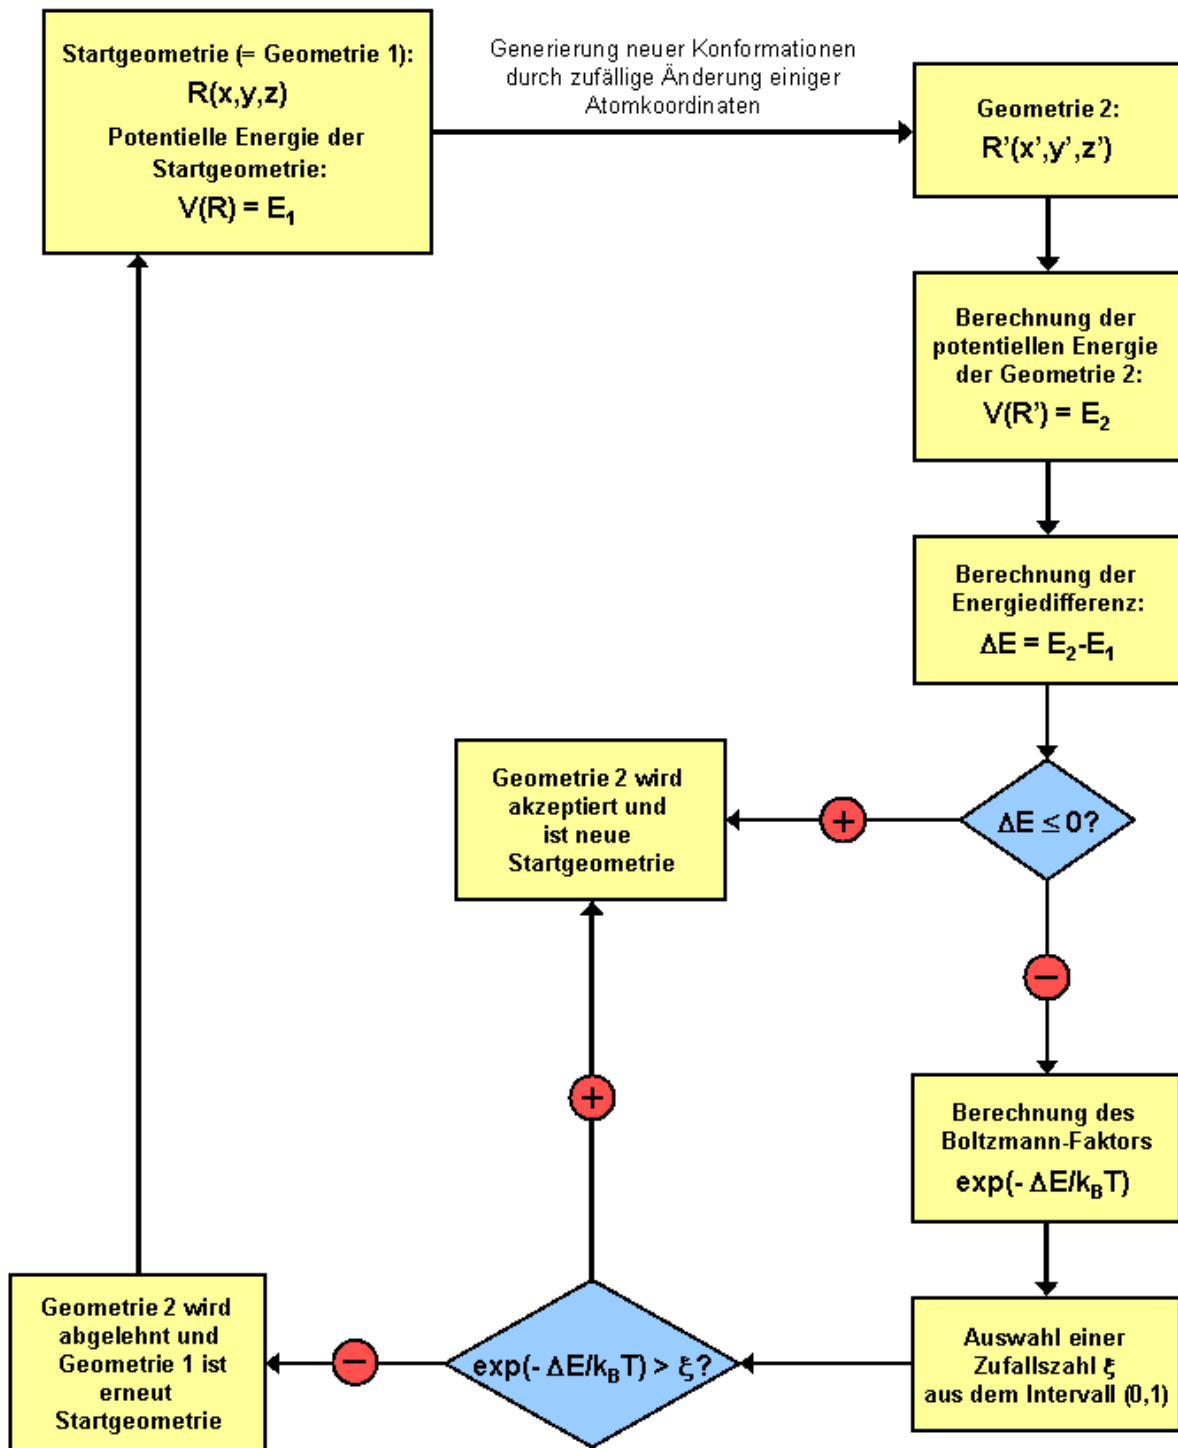 Startgeometrie (= Geometrie 1):
R(x,y,z)
Potentielle Energie der
Startgeometrie:
V(R) = E₁
Generierung neuer Konformationen
durch zufällige Änderung einiger
Atomkoordinaten
Geometrie 2:
R’(x’,y’,z’)
Berechnung der
potentiellen Energie
der Geometrie 2:
V(R’) = E₂
Berechnung der
Energiedifferenz:
ΔE = E₂-E₁
ΔE ≤ 0?
+
Geometrie 2 wird
akzeptiert und
ist neue
Startgeometrie
−
Berechnung des
Boltzmann-Faktors
exp(- ΔE/k_BT)
Auswahl einer
Zufallszahl ξ
aus dem Intervall (0,1)
exp(- ΔE/k_BT) > ξ?
+
−
Geometrie 2 wird
abgelehnt und
Geometrie 1 ist
erneut
Startgeometrie